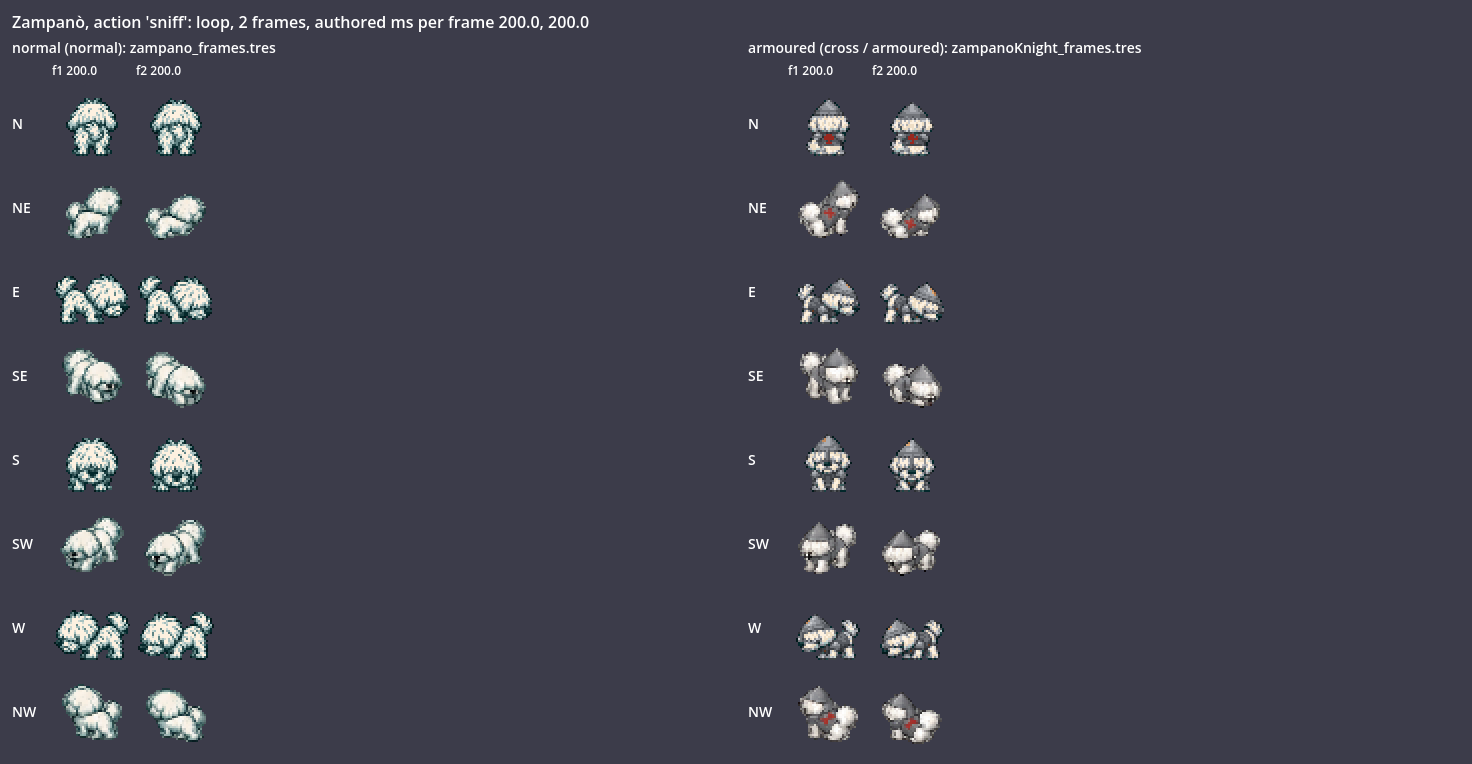 Zampanò, action 'sniff': loop, 2 frames, authored ms per frame 200.0, 200.0
normal (normal): zampano_frames.tres
armoured (cross / armoured): zampanoKnight_frames.tres
f1 200.0 f2 200.0
f1 200.0 f2 200.0
N
N
NE
NE
E
E
SE
SE
S
S
SW
SW
W
W
NW
NW